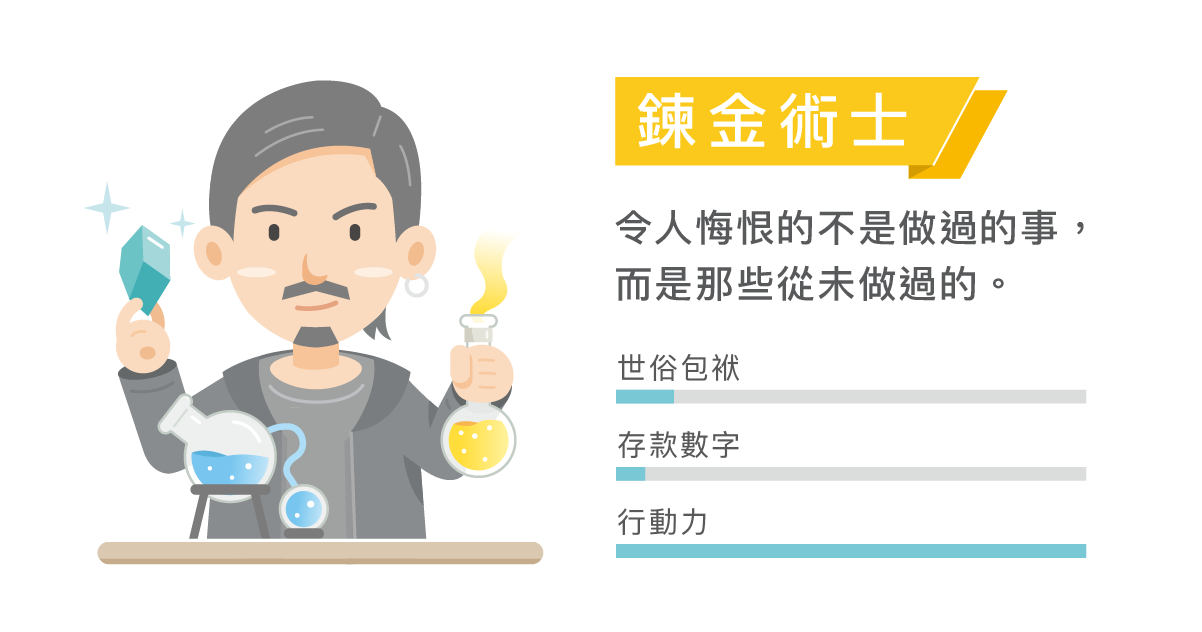 鍊金術士
令人悔恨的不是做過的事，
而是那些從未做過的。
世俗包袱
存款數字
行動力